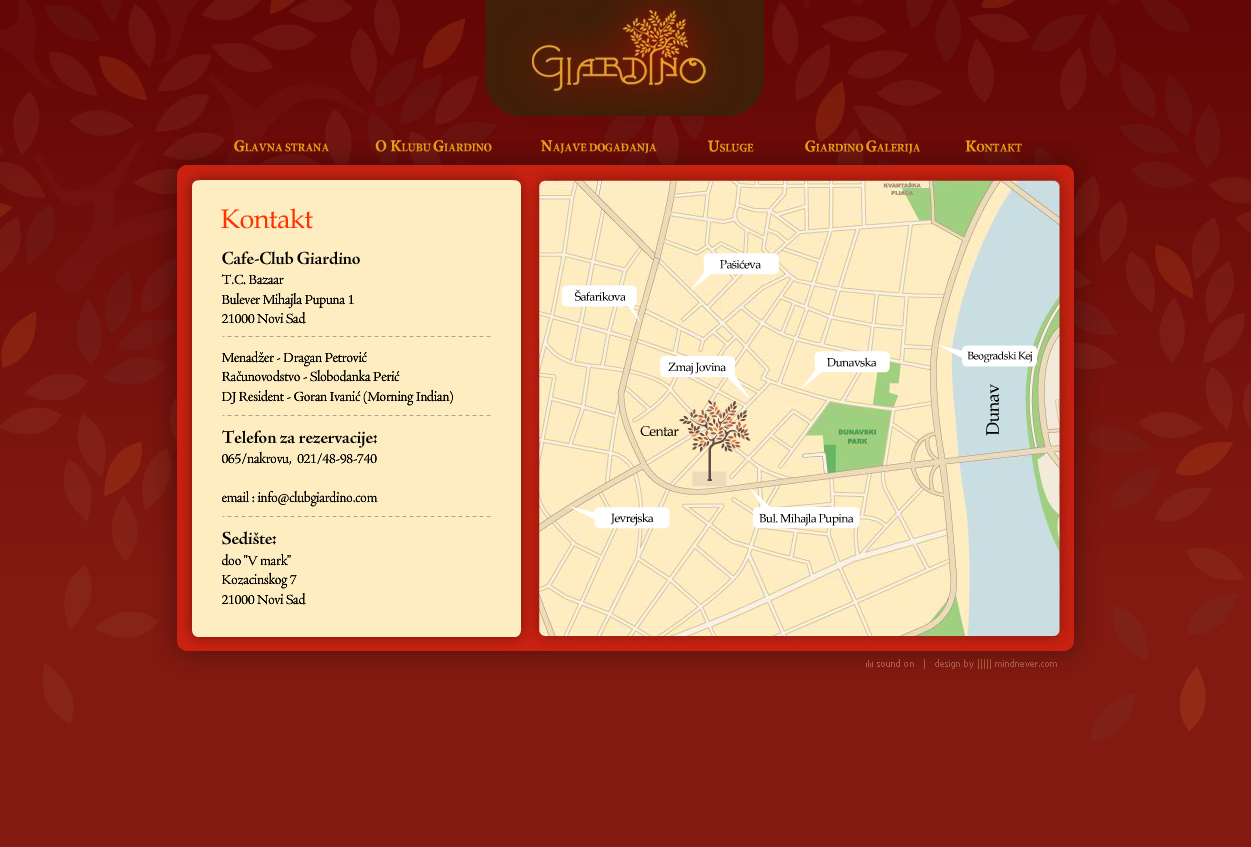 GIARDINO
GLAVNA STRANA
O KLUBU GIARDINO
NAJAVE DOGAĐANJA
USLUGE
GIARDINO GALERIJA
KONTAKT
Kontakt
Cafe-Club Giardino
T.C. Bazaar
Bulever Mihajla Pupuna 1
21000 Novi Sad
Menadžer - Dragan Petrović
Računovodstvo - Slobodanka Perić
DJ Resident - Goran Ivanić (Morning Indian)
Telefon za rezervacije:
065/nakrovu, 021/48-98-740
email : info@clubgiardino.com
Sedište:
doo "V mark"
Kozacinskog 7
21000 Novi Sad
KVANTAŠKA
PIJACA
Pašićeva
Šafarikova
Beogradski Kej
Zmaj Jovina
Dunavska
Dunav
Centar
DUNAVSKI
PARK
Jevrejska
Bul. Mihajla Pupina
sound on | design by ||||| mindnever.com